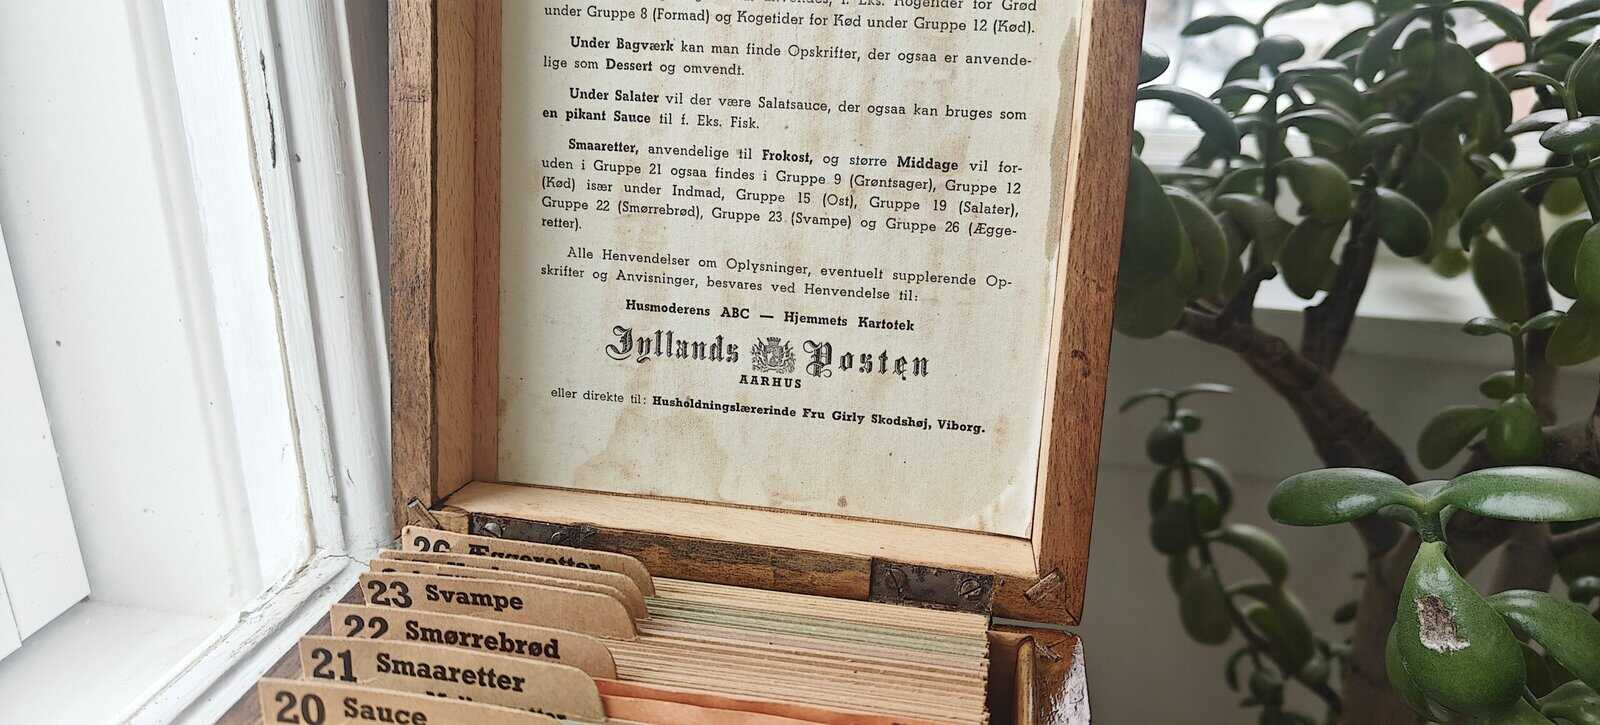 f. Eks. Kogetider for Grød
under Gruppe 8 (Formad) og Kogetider for Kød under Gruppe 12 (Kød).
Under Bagværk kan man finde Opskrifter, der ogsaa er anvende-
lige som Dessert og omvendt.
Under Salater vil der være Salatsauce, der ogsaa kan bruges som
en pikant Sauce til f. Eks. Fisk.
Smaaretter, anvendelige til Frokost, og større Middage vil for-
uden i Gruppe 21 ogsaa findes i Gruppe 9 (Grøntsager), Gruppe 12
(Kød) især under Indmad, Gruppe 15 (Ost), Gruppe 19 (Salater),
Gruppe 22 (Smørrebrød), Gruppe 23 (Svampe) og Gruppe 26 (Ægge-
retter).
Alle Henvendelser om Oplysninger, eventuelt supplerende Op-
skrifter og Anvisninger, besvares ved Henvendelse til:
Husmoderens ABC — Hjemmets Kartotek
Jyllands Posten
AARHUS
eller direkte til: Husholdningslærerinde Fru Girly Skodshøj, Viborg.
26 Æggeretter
23 Svampe
22 Smørrebrød
21 Smaaretter
20 Sauce